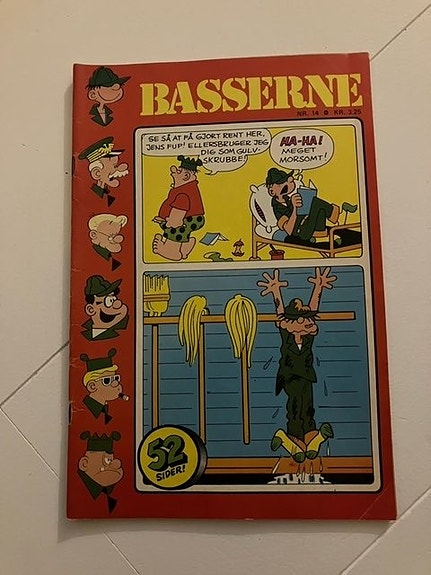 BASSERNE
NR. 14 Ø KR. 3.25
SE SÅ AT FÅ GJORT RENT HER,
JENS FUP! ELLERS BRUGER JEG
DIG SOM GULV-
SKRUBBE!
HA-HA!
MEGET
MORSOMT!
52
SIDER!